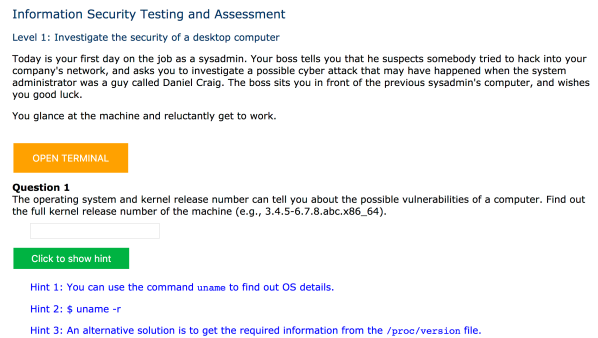 Information Security Testing and Assessment
Level 1: Investigate the security of a desktop computer
Today is your first day on the job as a sysadmin. Your boss tells you that he suspects somebody tried to hack into your
company's network, and asks you to investigate a possible cyber attack that may have happened when the system
administrator was a guy called Daniel Craig. The boss sits you in front of the previous sysadmin's computer, and wishes
you good luck.
You glance at the machine and reluctantly get to work.
OPEN TERMINAL
Question 1
The operating system and kernel release number can tell you about the possible vulnerabilities of a computer. Find out
the full kernel release number of the machine (e.g., 3.4.5-6.7.8.abc.x86_64).
Click to show hint
Hint 1: You can use the command uname to find out OS details.
Hint 2: $ uname -r
Hint 3: An alternative solution is to get the required information from the /proc/version file.